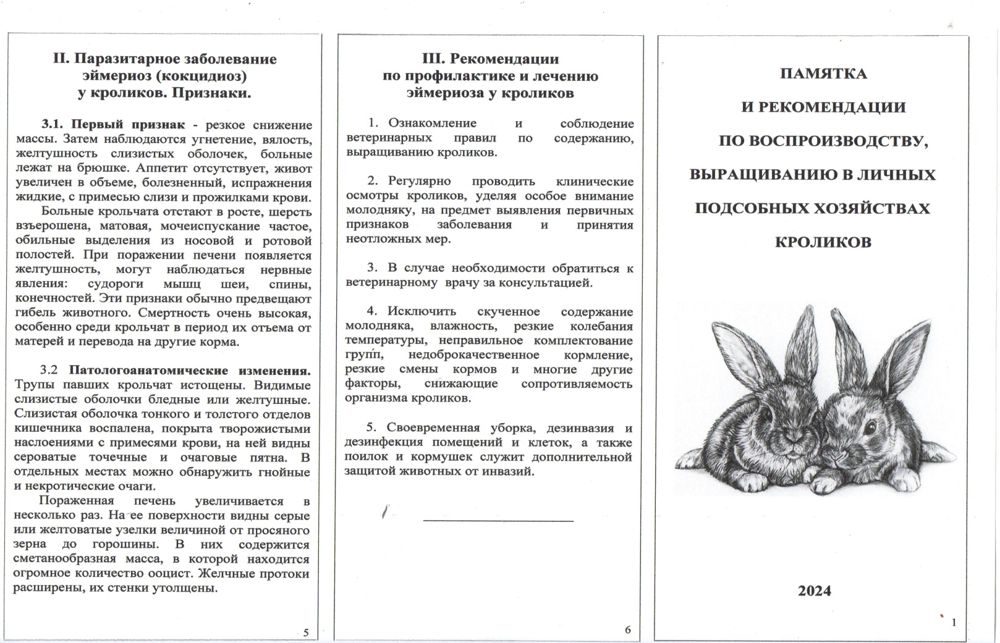 II. Паразитарное заболевание
эймериоз (кокцидиоз)
у кроликов. Признаки.
3.1. Первый признак - резкое снижение
массы. Затем наблюдаются угнетение, вялость,
желтушность слизистых оболочек, больные
лежат на брюшке. Аппетит отсутствует, живот
увеличен в объеме, болезненный, испражнения
жидкие, с примесью слизи и прожилками крови.
Больные крольчата отстают в росте, шерсть
взъерошена, матовая, мочеиспускание частое,
обильные выделения из носовой и ротовой
полостей. При поражении печени появляется
желтушность, могут наблюдаться нервные
явления: судороги мышц шеи, спины,
конечностей. Эти признаки обычно предвещают
гибель животного. Смертность очень высокая,
особенно среди крольчат в период их отъема от
матерей и перевода на другие корма.
3.2 Патологоанатомические изменения.
Трупы павших крольчат истощены. Видимые
слизистые оболочки бледные или желтушные.
Слизистая оболочка тонкого и толстого отделов
кишечника воспалена, покрыта творожистыми
наслоениями с примесями крови, на ней видны
сероватые точечные и очаговые пятна. В
отдельных местах можно обнаружить гнойные
и некротические очаги.
Пораженная печень увеличивается в
несколько раз. На ее поверхности видны серые
или желтоватые узелки величиной от просяного
зерна до горошины. В них содержится
сметанообразная масса, в которой находится
огромное количество ооцист. Желчные протоки
расширены, их стенки утолщены.
5
III. Рекомендации
по профилактике и лечению
эймериоза у кроликов
1. Ознакомление и соблюдение
ветеринарных правил по содержанию,
выращиванию кроликов.
2. Регулярно проводить клинические
осмотры кроликов, уделяя особое внимание
молодняку, на предмет выявления первичных
признаков заболевания и принятия
неотложных мер.
3. В случае необходимости обратиться к
ветеринарному врачу за консультацией.
4. Исключить скученное содержание
молодняка, влажность, резкие колебания
температуры, неправильное комплектование
групп, недоброкачественное кормление,
резкие смены кормов и многие другие
факторы, снижающие сопротивляемость
организма кроликов.
5. Своевременная уборка, дезинвазия и
дезинфекция помещений и клеток, а также
поилок и кормушек служит дополнительной
защитой животных от инвазий.
6
ПАМЯТКА
И РЕКОМЕНДАЦИИ
ПО ВОСПРОИЗВОДСТВУ,
ВЫРАЩИВАНИЮ В ЛИЧНЫХ
ПОДСОБНЫХ ХОЗЯЙСТВАХ
КРОЛИКОВ
2024
1